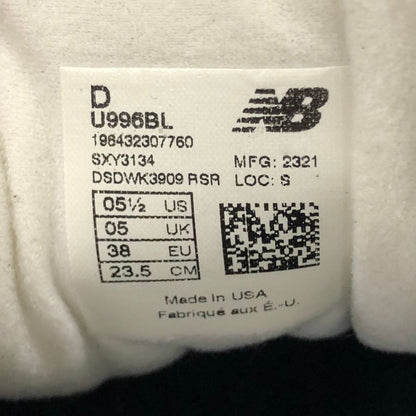 D
U996BL
NB
196432307760
SXY3134
MFG: 2321
DSDWK3909 RSR
LOC: S
05½ US
05 UK
38 EU
23.5 CM
Made In USA
Fabriqué aux É.-U.